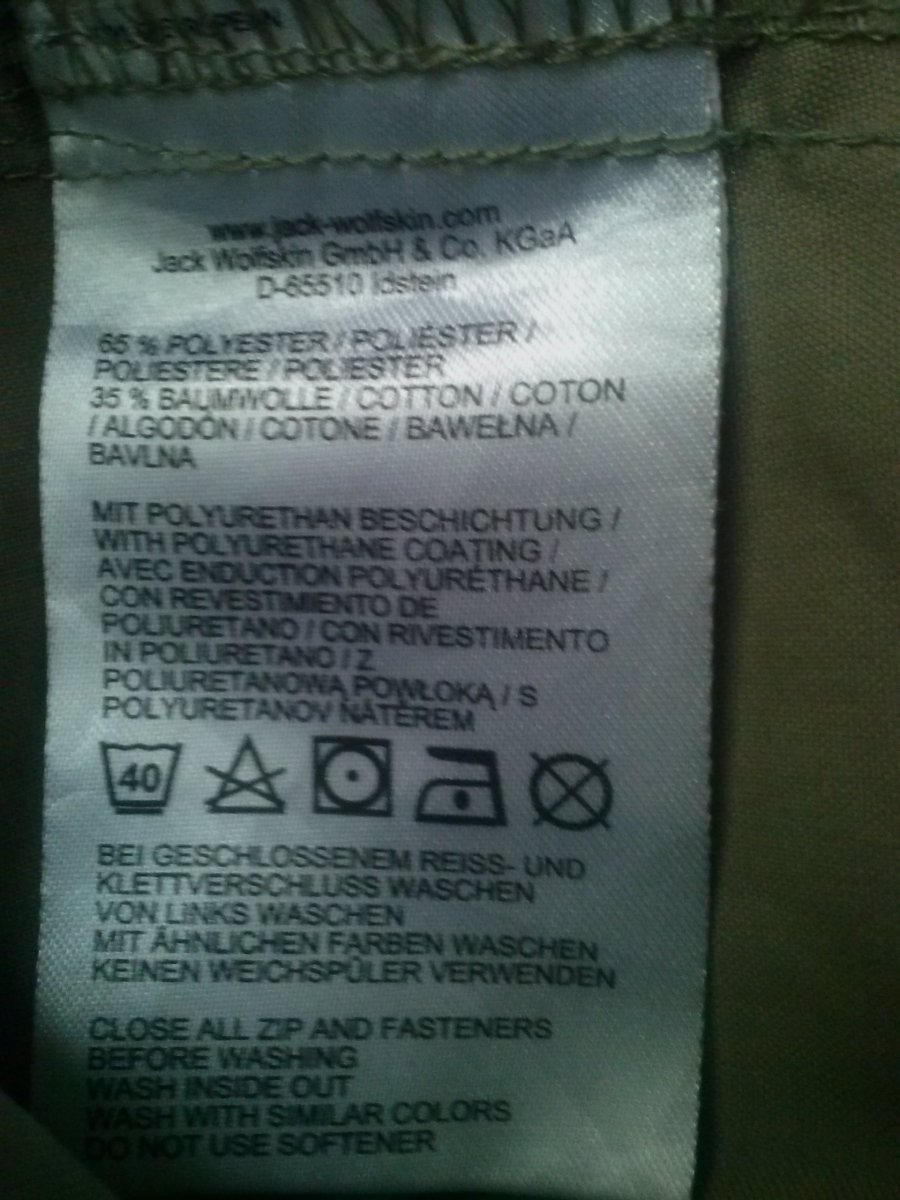 www.jack-wolfskin.com
Jack Wolfskin GmbH & Co. KGaA
D-65510 Idstein
65 % POLYESTER / POLIÉSTER /
POLIESTERE / POLIESTER
35 % BAUMWOLLE / COTTON / COTON
/ ALGODÓN / COTONE / BAWEŁNA /
BAVLNA
MIT POLYURETHAN BESCHICHTUNG /
WITH POLYURETHANE COATING /
AVEC ENDUCTION POLYURÉTHANE /
CON REVESTIMIENTO DE
POLIURETANO / CON RIVESTIMENTO
IN POLIURETANO / Z
POLIURETANOWĄ POWŁOKĄ / S
POLYURETANOV NÁTEREM
40
BEI GESCHLOSSENEM REISS- UND
KLETTVERSCHLUSS WASCHEN
VON LINKS WASCHEN
MIT ÄHNLICHEN FARBEN WASCHEN
KEINEN WEICHSPÜLER VERWENDEN
CLOSE ALL ZIP AND FASTENERS
BEFORE WASHING
WASH INSIDE OUT
WASH WITH SIMILAR COLORS
DO NOT USE SOFTENER